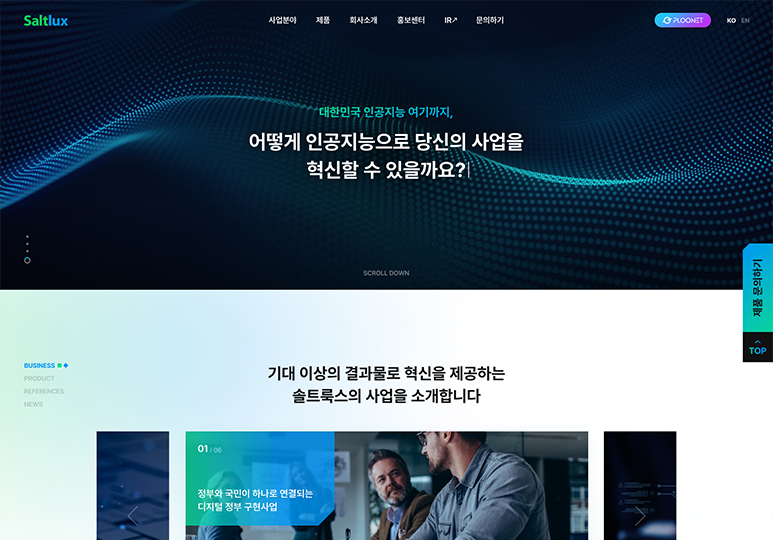 Saltlux
사업분야 제품 회사소개 홍보센터 IR↗ 문의하기
PLOONET
KO EN
대한민국 인공지능 여기까지,
어떻게 인공지능으로 당신의 사업을
혁신할 수 있을까요?
SCROLL DOWN
제품 문의하기
TOP
BUSINESS
PRODUCT
REFERENCES
NEWS
기대 이상의 결과물로 혁신을 제공하는
솔트룩스의 사업을 소개합니다
01 / 06
정부와 국민이 하나로 연결되는
디지털 정부 구현사업